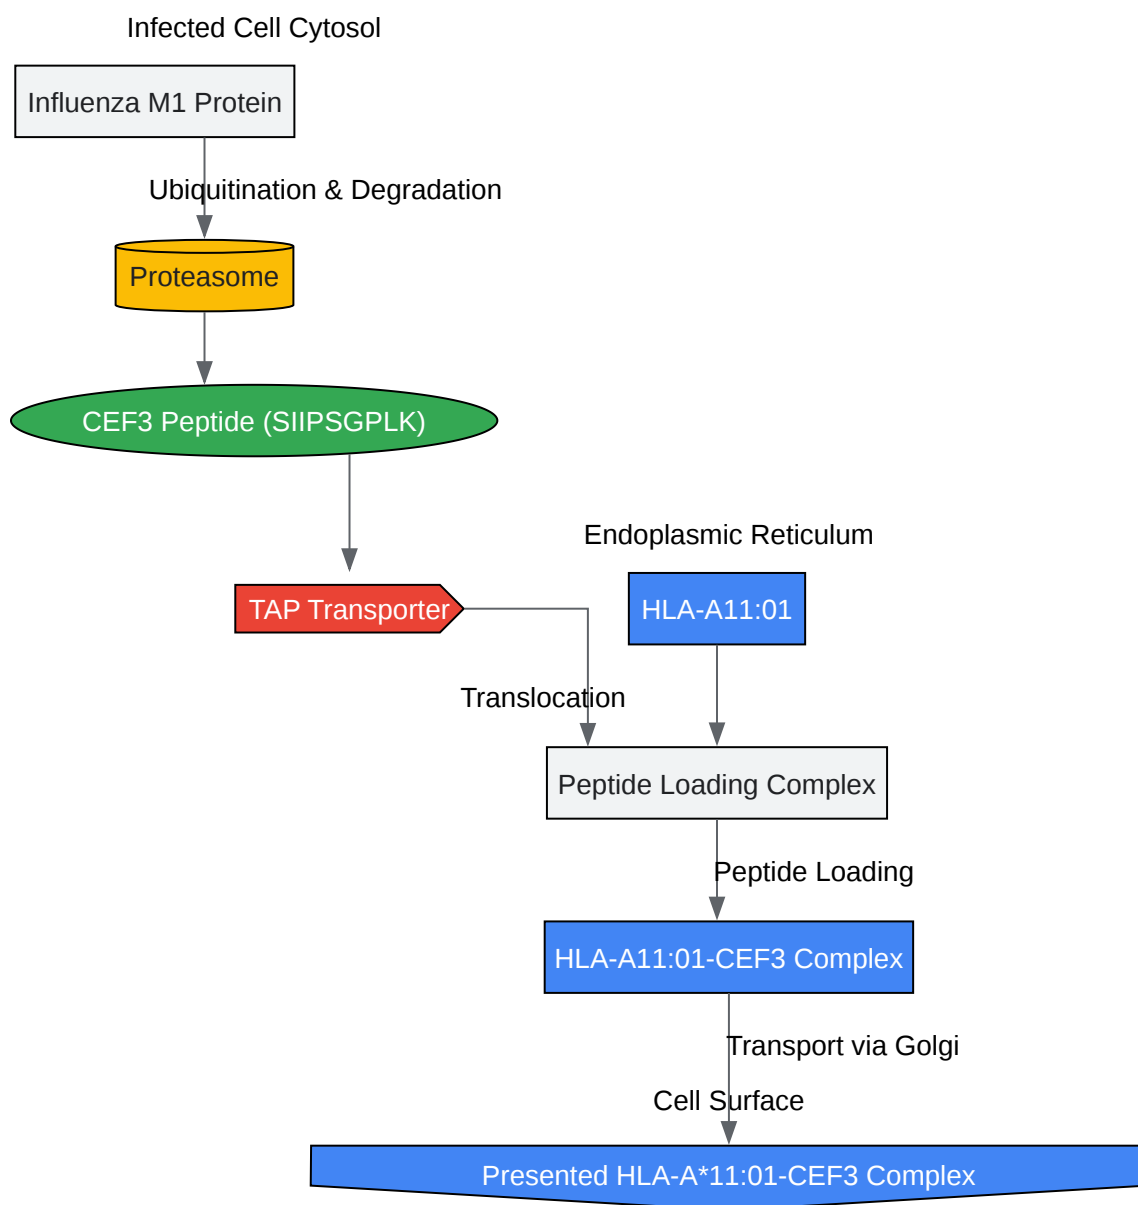 Infected Cell Cytosol
Influenza M1 Protein
Ubiquitination & Degradation
Proteasome
CEF3 Peptide (SIIPSGPLK)
Endoplasmic Reticulum
TAP Transporter
HLA-A11:01
Translocation
Peptide Loading Complex
Peptide Loading
HLA-A11:01-CEF3 Complex
Transport via Golgi
Cell Surface
Presented HLA-A*11:01-CEF3 Complex